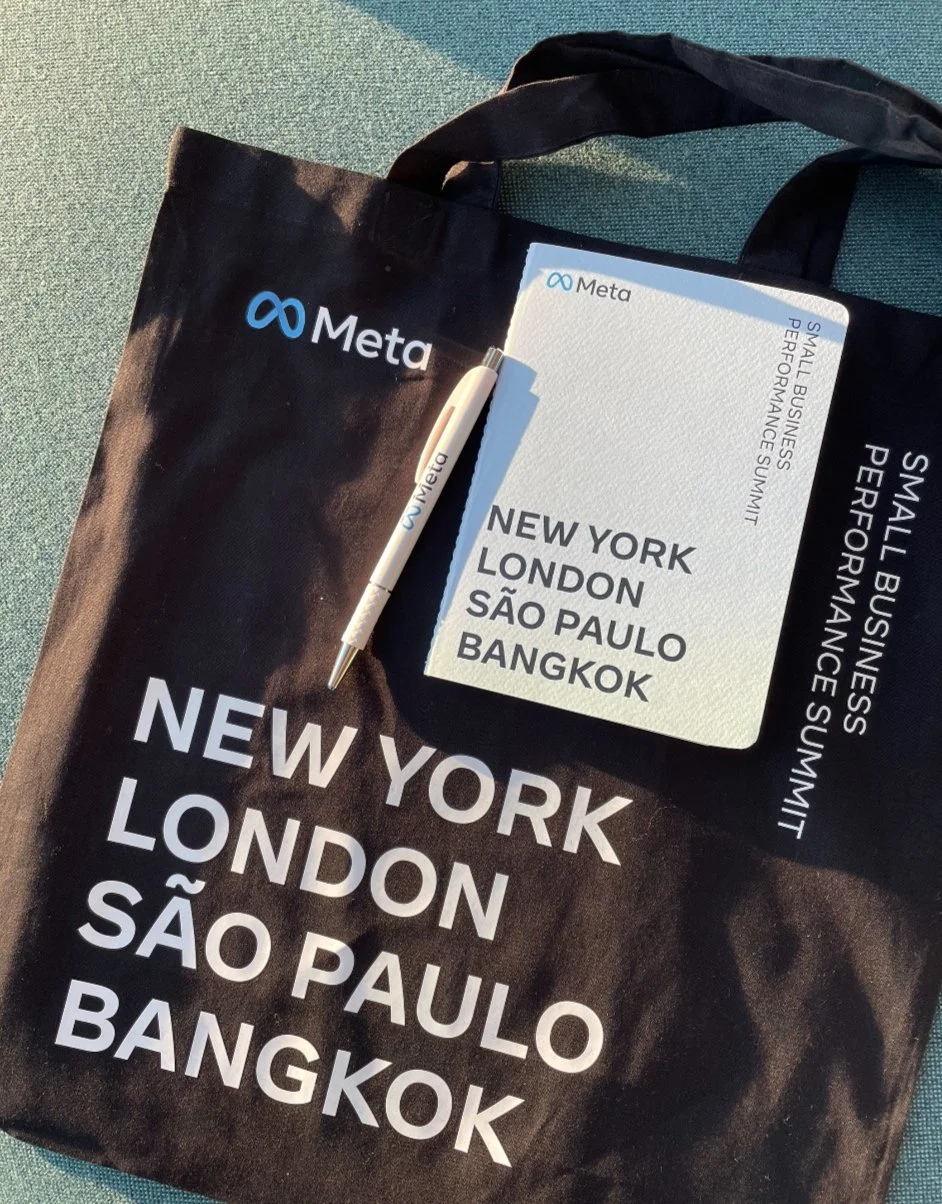 Meta
SMALL BUSINESS
PERFORMANCE SUMMIT
NEW YORK
LONDON
SÃO PAULO
BANGKOK
Meta
Meta
SMALL BUSINESS
PERFORMANCE SUMMIT
NEW YORK
LONDON
SÃO PAULO
BANGKOK